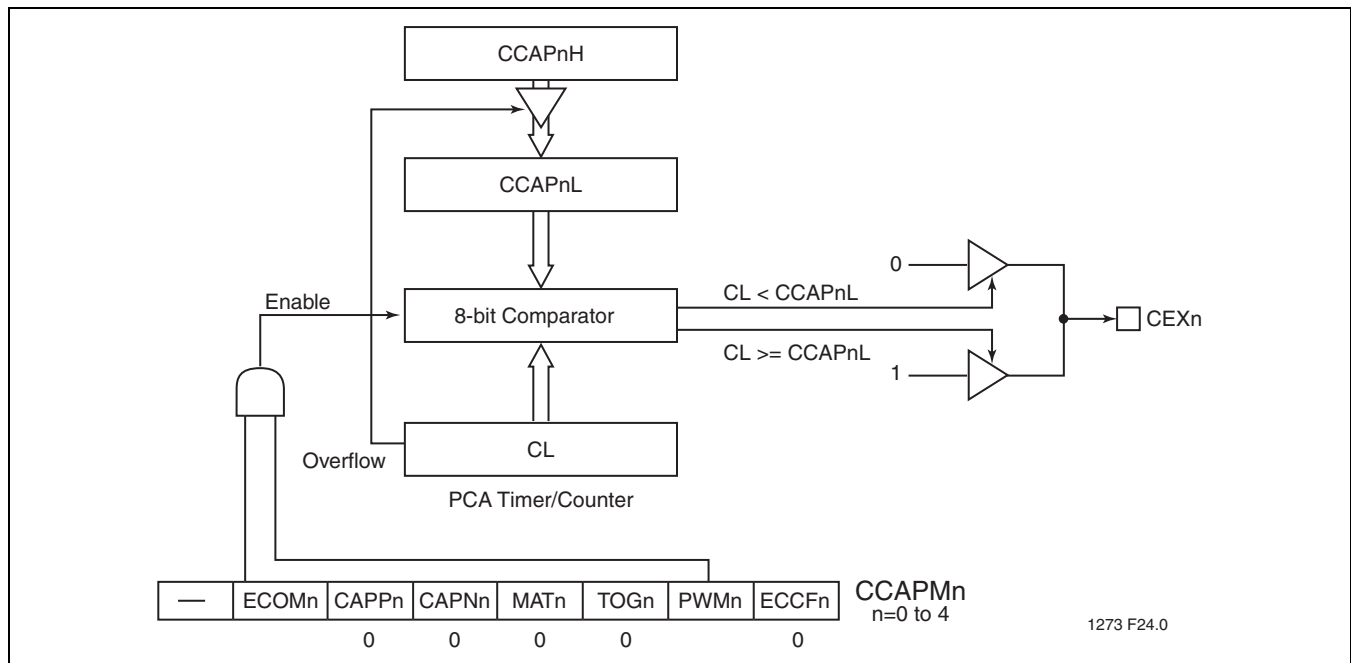 CCAPnH
CCAPnL
0
CL < CCAPnL
Enable
8-bit Comparator
CEXn
CL >= CCAPnL
1
CL
Overflow
PCA Timer/Counter
— ECOMn CAPPn CAPNn MATn TOGn PWMn ECCFn CCAPMn
n=0 to 4
0 0 0 0 0
1273 F24.0